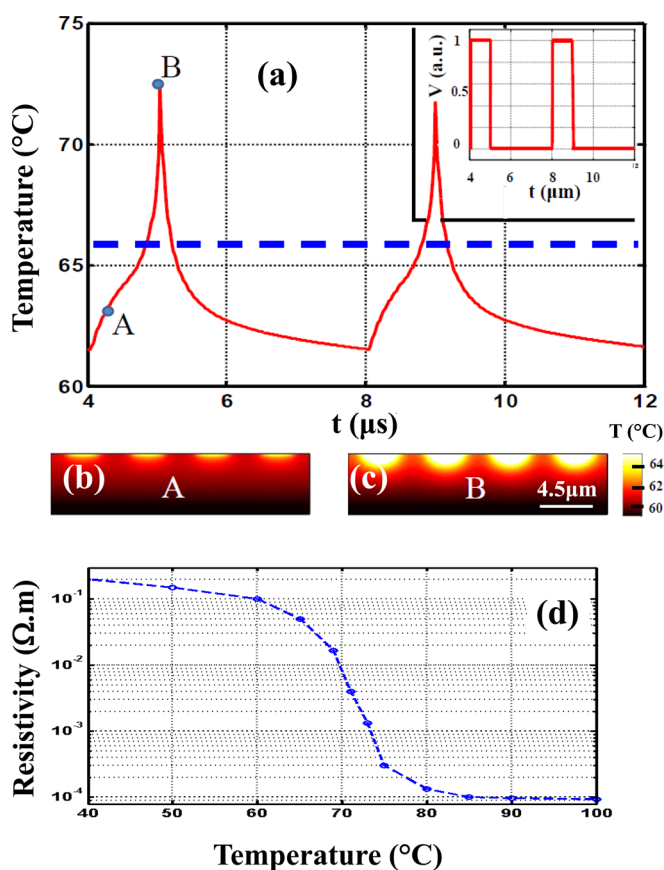 75
B
(a)
1
V (a.u.)
0.5
0
4 6 8 10 12
t (μm)
70
Temperature (°C)
65
A
60
4 6 8 10 12
t (μs)
T (°C)
(b) A
(c) B
4.5μm
64
62
60
(d)
10⁻¹
10⁻²
10⁻³
10⁻⁴
Resistivity (Ω.m)
40 50 60 70 80 90 100
Temperature (°C)